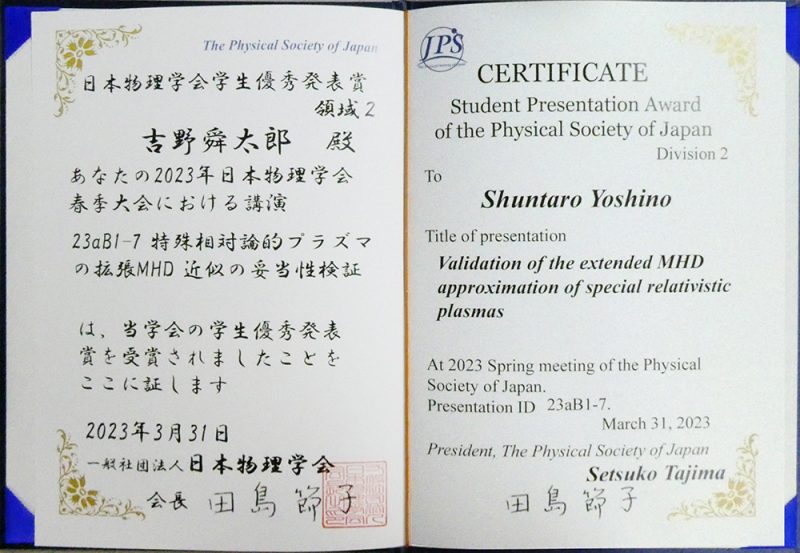 The Physical Society of Japan
日本物理学会学生優秀発表賞
領域2
吉野舜太郎 殿
あなたの2023年日本物理学会
春季大会における講演
23aB1-7 特殊相対論的プラズマ
の拡張MHD 近似の妥当性検証
は、当学会の学生優秀発表
賞を受賞されましたことを
ここに証します
2023年3月31日
一般社団法人日本物理学会
会長 田島節子
JPS
CERTIFICATE
Student Presentation Award
of the Physical Society of Japan
Division 2
To
Shuntaro Yoshino
Title of presentation
Validation of the extended MHD
approximation of special relativistic
plasmas
At 2023 Spring meeting of the Physical
Society of Japan.
Presentation ID 23aB1-7.
March 31, 2023
President, The Physical Society of Japan
Setsuko Tajima
田島節子